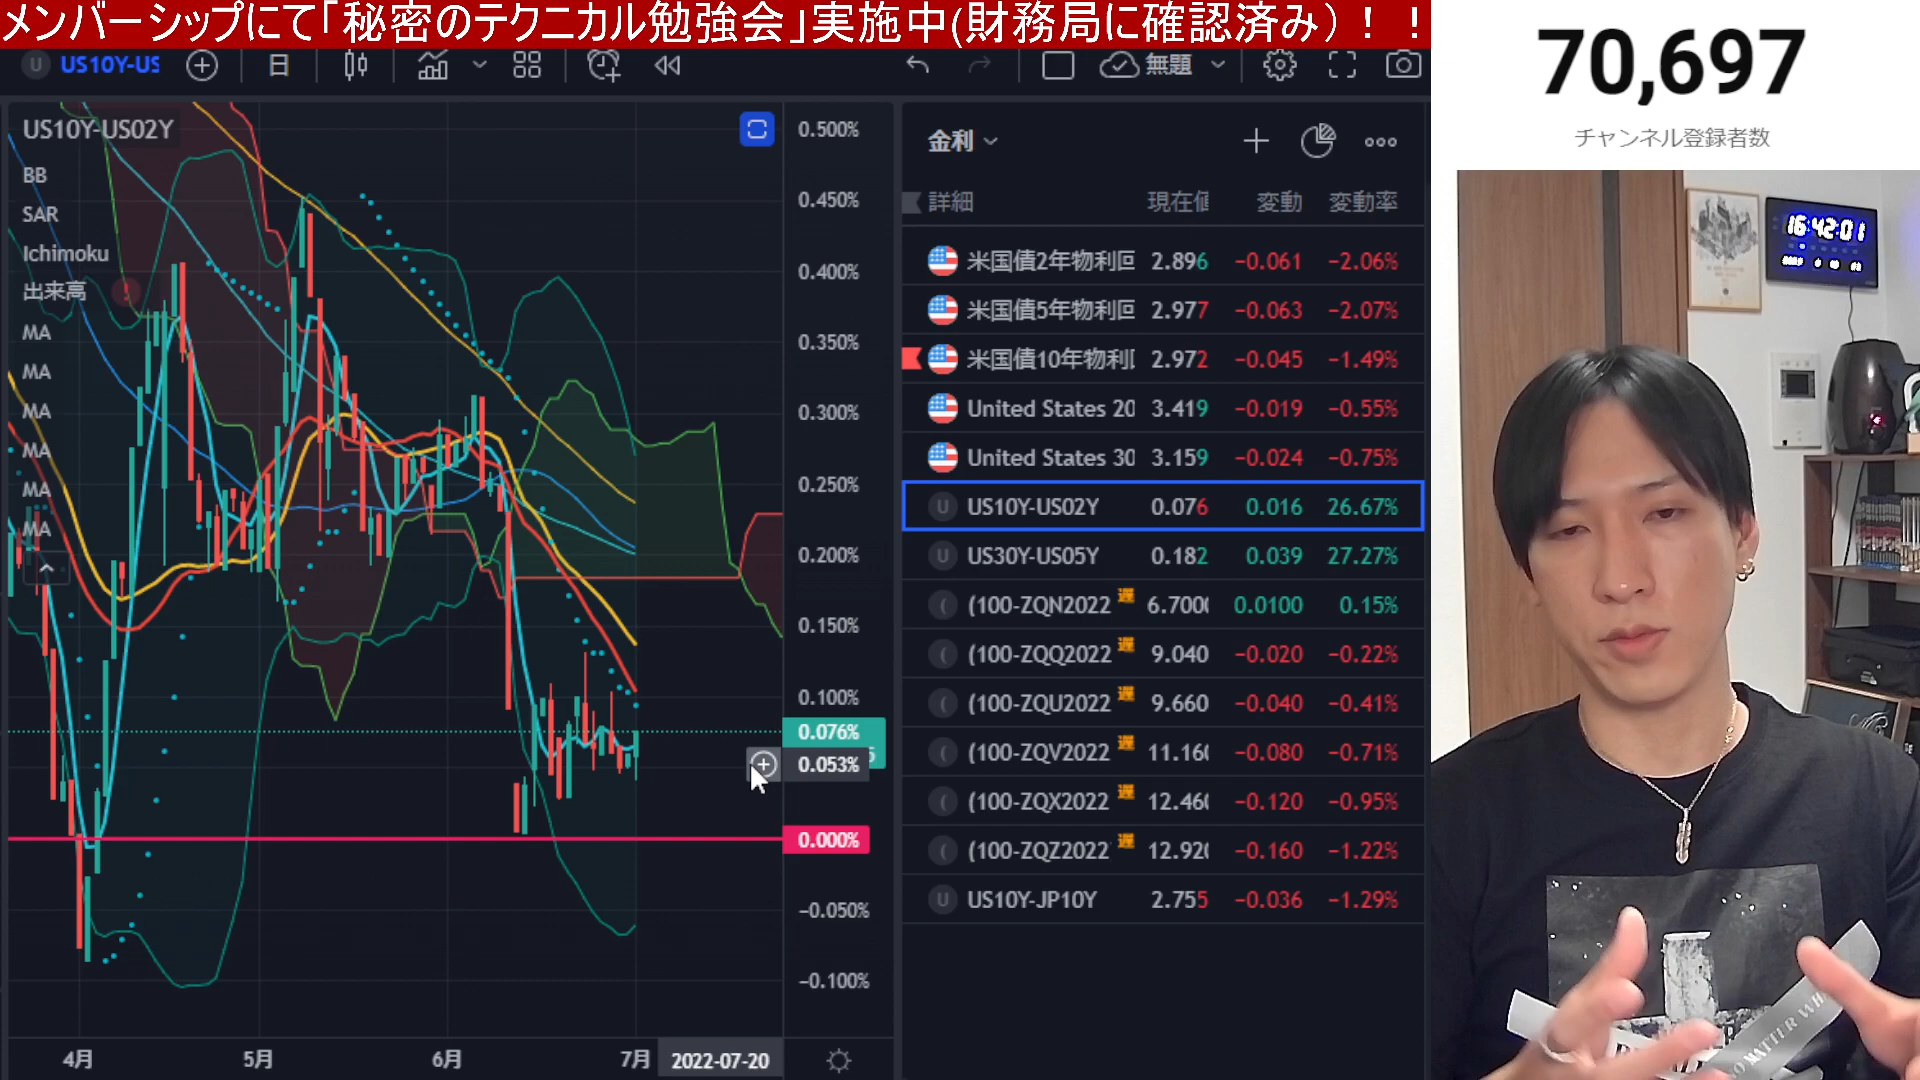 メンバーシップにて「秘密のテクニカル勉強会」実施中(財務局に確認済み)！！
U US10Y-US
日
無題
US10Y-US02Y
BB
SAR
Ichimoku
出来高
MA
MA
MA
MA
MA
MA
0.500%
0.450%
0.400%
0.350%
0.300%
0.250%
0.200%
0.150%
0.100%
0.076%
0.053%
0.000%
-0.050%
-0.100%
4月 5月 6月 7月 2022-07-20
金利
詳細 現在値 変動 変動率
米国債2年物利回 2.896 -0.061 -2.06%
米国債5年物利回 2.977 -0.063 -2.07%
米国債10年物利 2.972 -0.045 -1.49%
United States 20 3.419 -0.019 -0.55%
United States 30 3.159 -0.024 -0.75%
U US10Y-US02Y 0.076 0.016 26.67%
U US30Y-US05Y 0.182 0.039 27.27%
( (100-ZQN2022 遅 6.700 0.0100 0.15%
( (100-ZQQ2022 遅 9.040 -0.020 -0.22%
( (100-ZQU2022 遅 9.660 -0.040 -0.41%
( (100-ZQV2022 遅 11.16 -0.080 -0.71%
( (100-ZQX2022 遅 12.46 -0.120 -0.95%
( (100-ZQZ2022 遅 12.92 -0.160 -1.22%
U US10Y-JP10Y 2.755 -0.036 -1.29%
70,697
チャンネル登録者数
16:42:01
MATTER